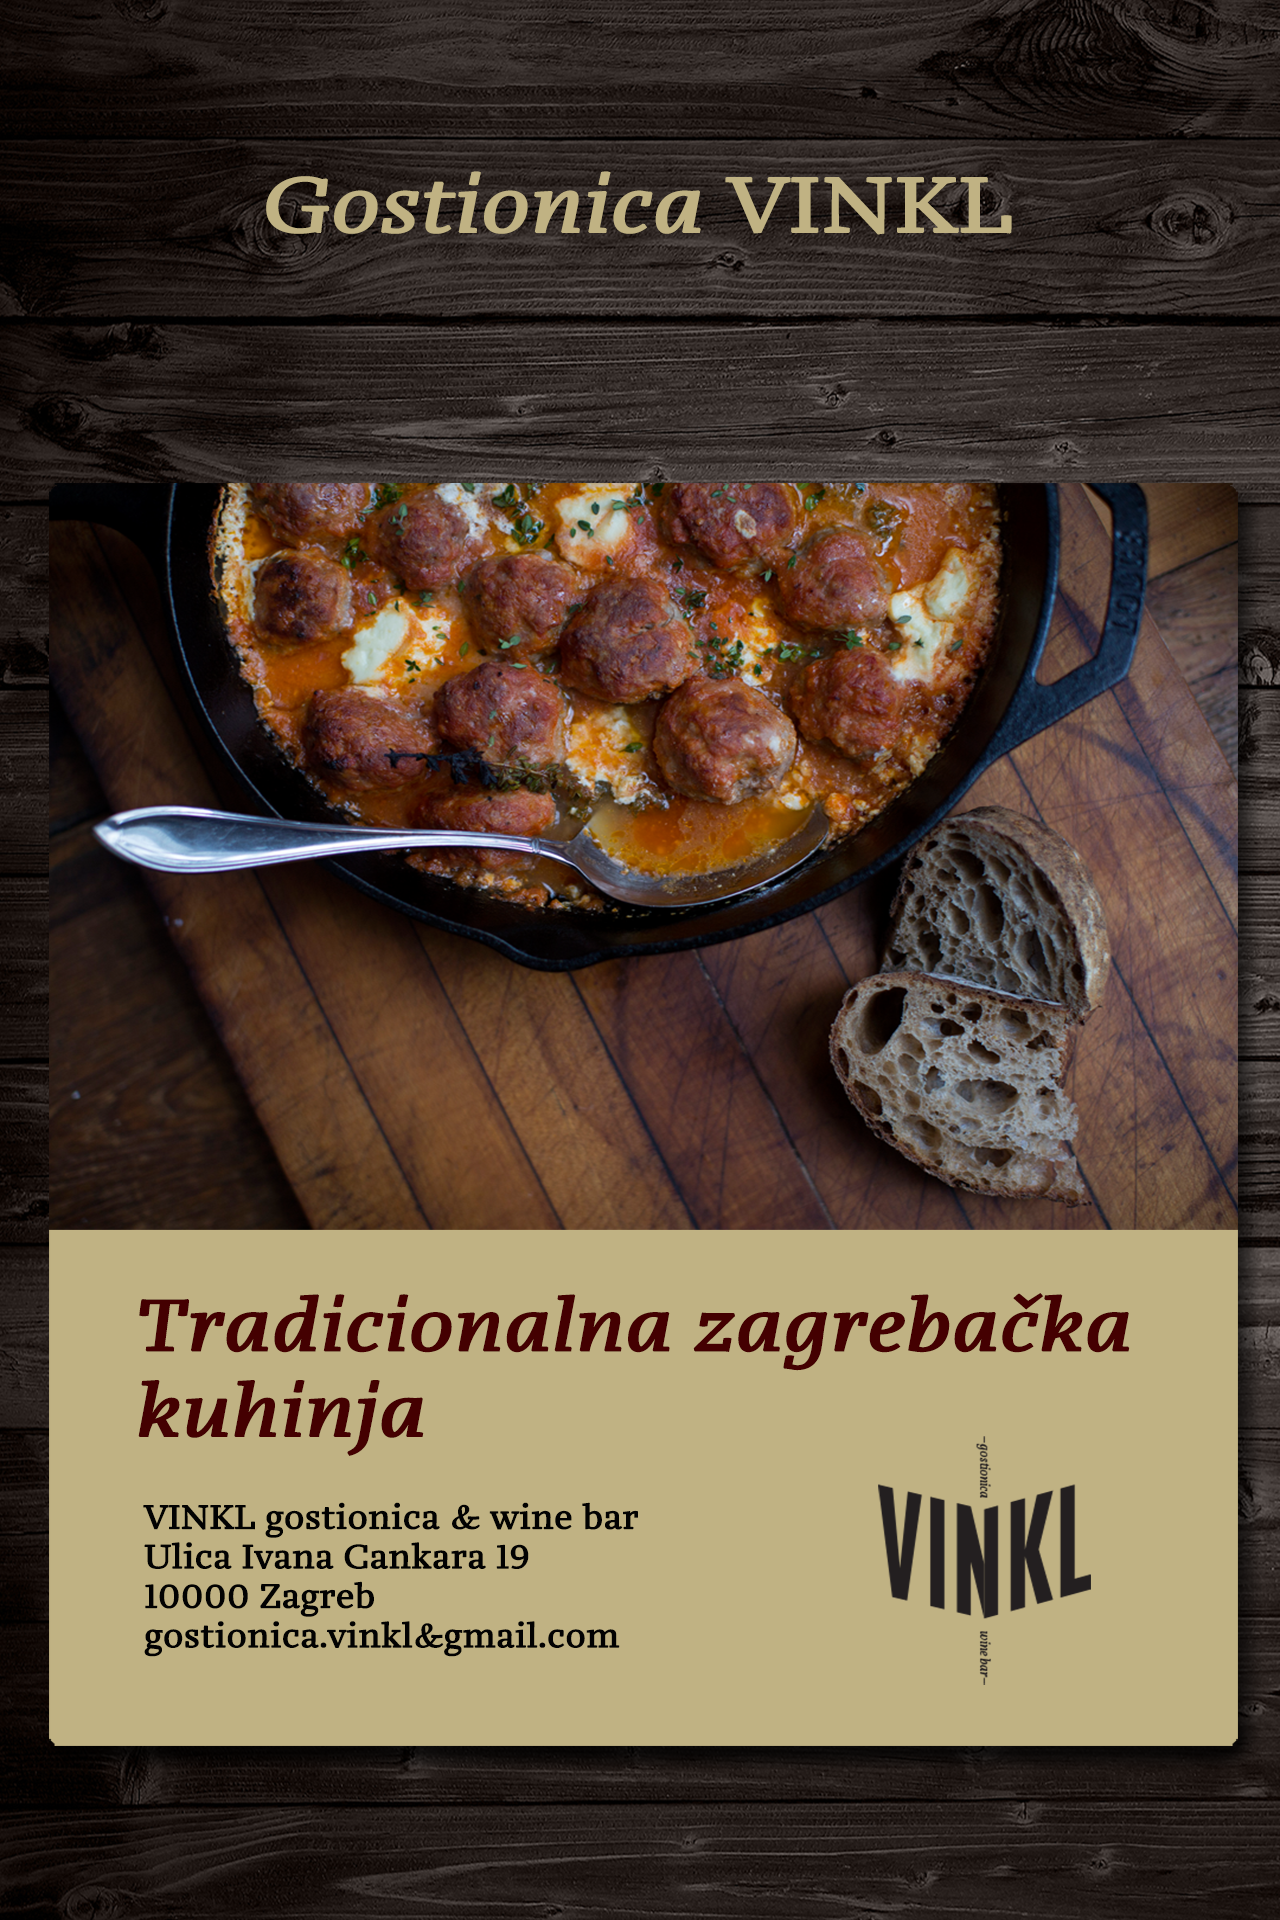 Gostionica VINKL
LODGE
Tradicionalna zagrebačka
kuhinja
VINKL gostionica & wine bar
Ulica Ivana Cankara 19
10000 Zagreb
gostionica.vinkl&gmail.com
–gostionica
VINKL
wine bar–